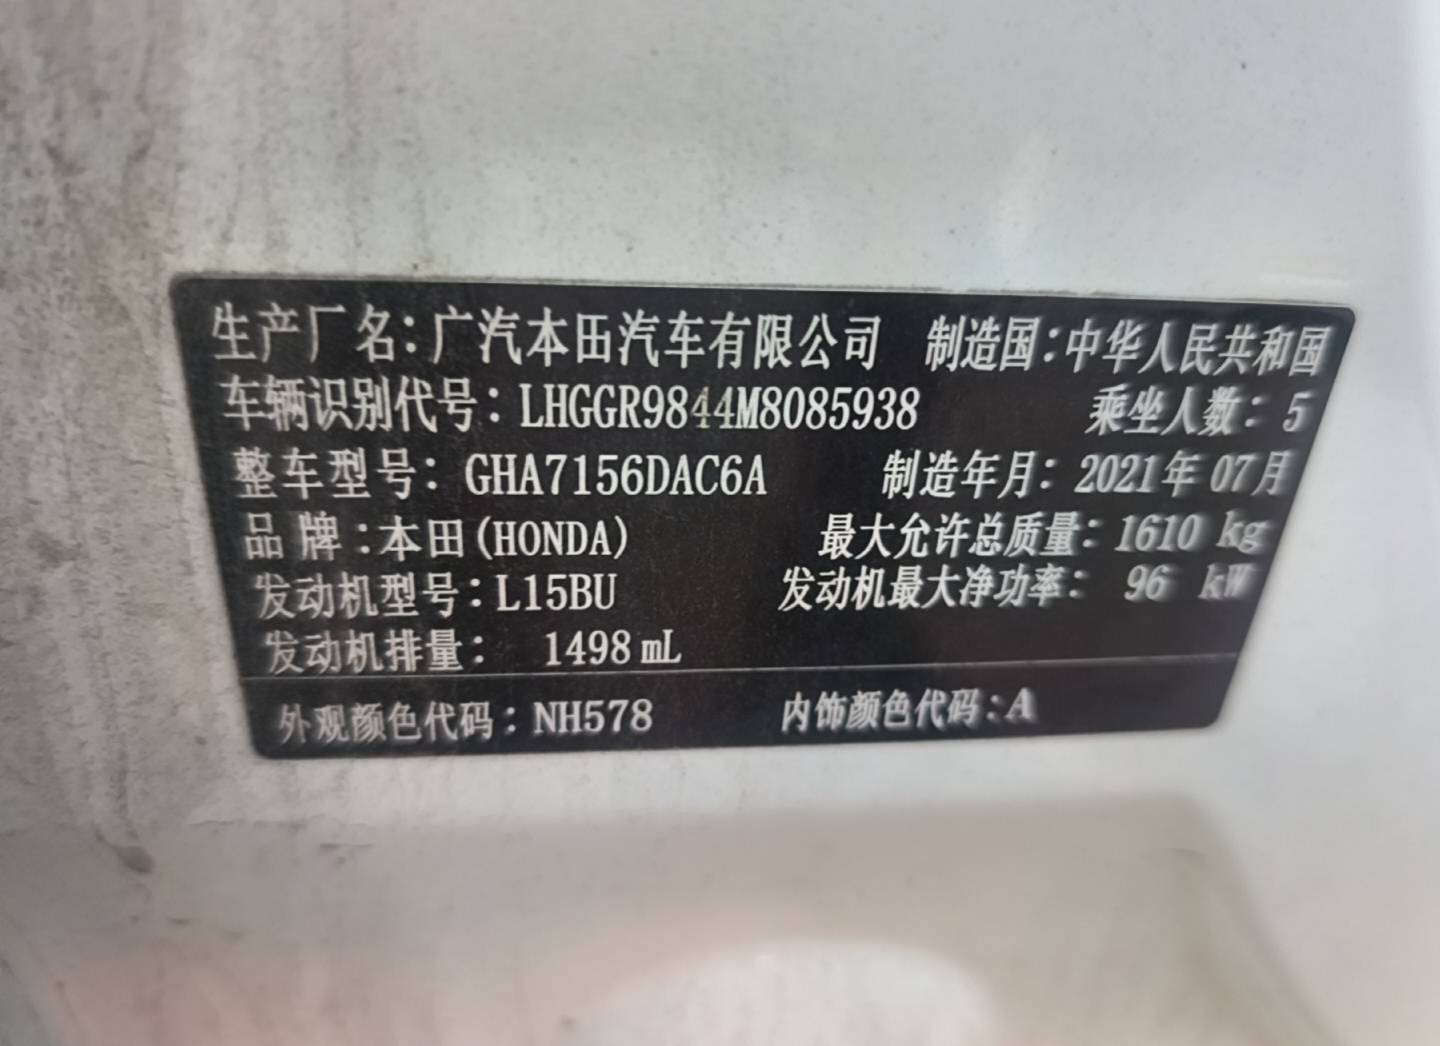 生产厂名：广汽本田汽车有限公司 制造国：中华人民共和国
车辆识别代号：LHGGR9844M8085938 乘坐人数：5
整车型号：GHA7156DAC6A 制造年月：2021年07月
品牌：本田(HONDA) 最大允许总质量：1610 kg
发动机型号：L15BU 发动机最大净功率：96 kW
发动机排量：1498 mL
外观颜色代码：NH578 内饰颜色代码：A